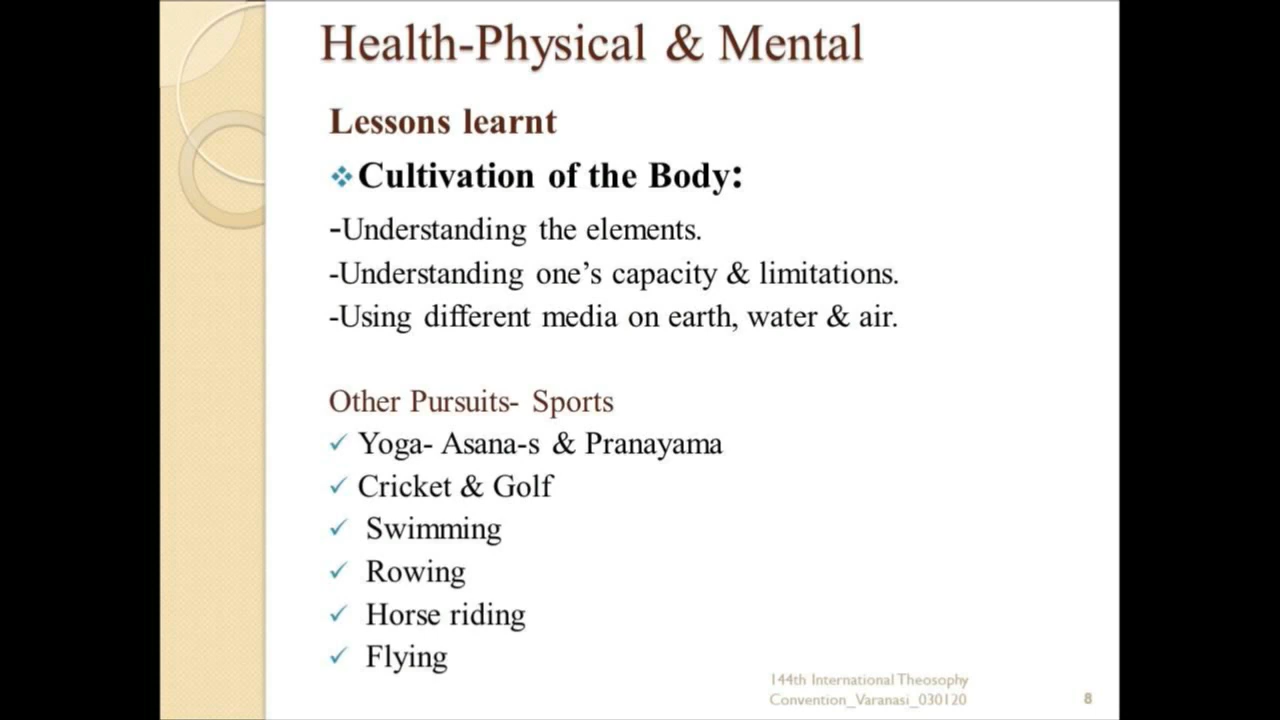 Health-Physical & Mental
Lessons learnt
❖Cultivation of the Body:
-Understanding the elements.
-Understanding one’s capacity & limitations.
-Using different media on earth, water & air.
Other Pursuits- Sports
✓ Yoga- Asana-s & Pranayama
✓ Cricket & Golf
✓ Swimming
✓ Rowing
✓ Horse riding
✓ Flying
144th International Theosophy
Convention_Varanasi_030120
8